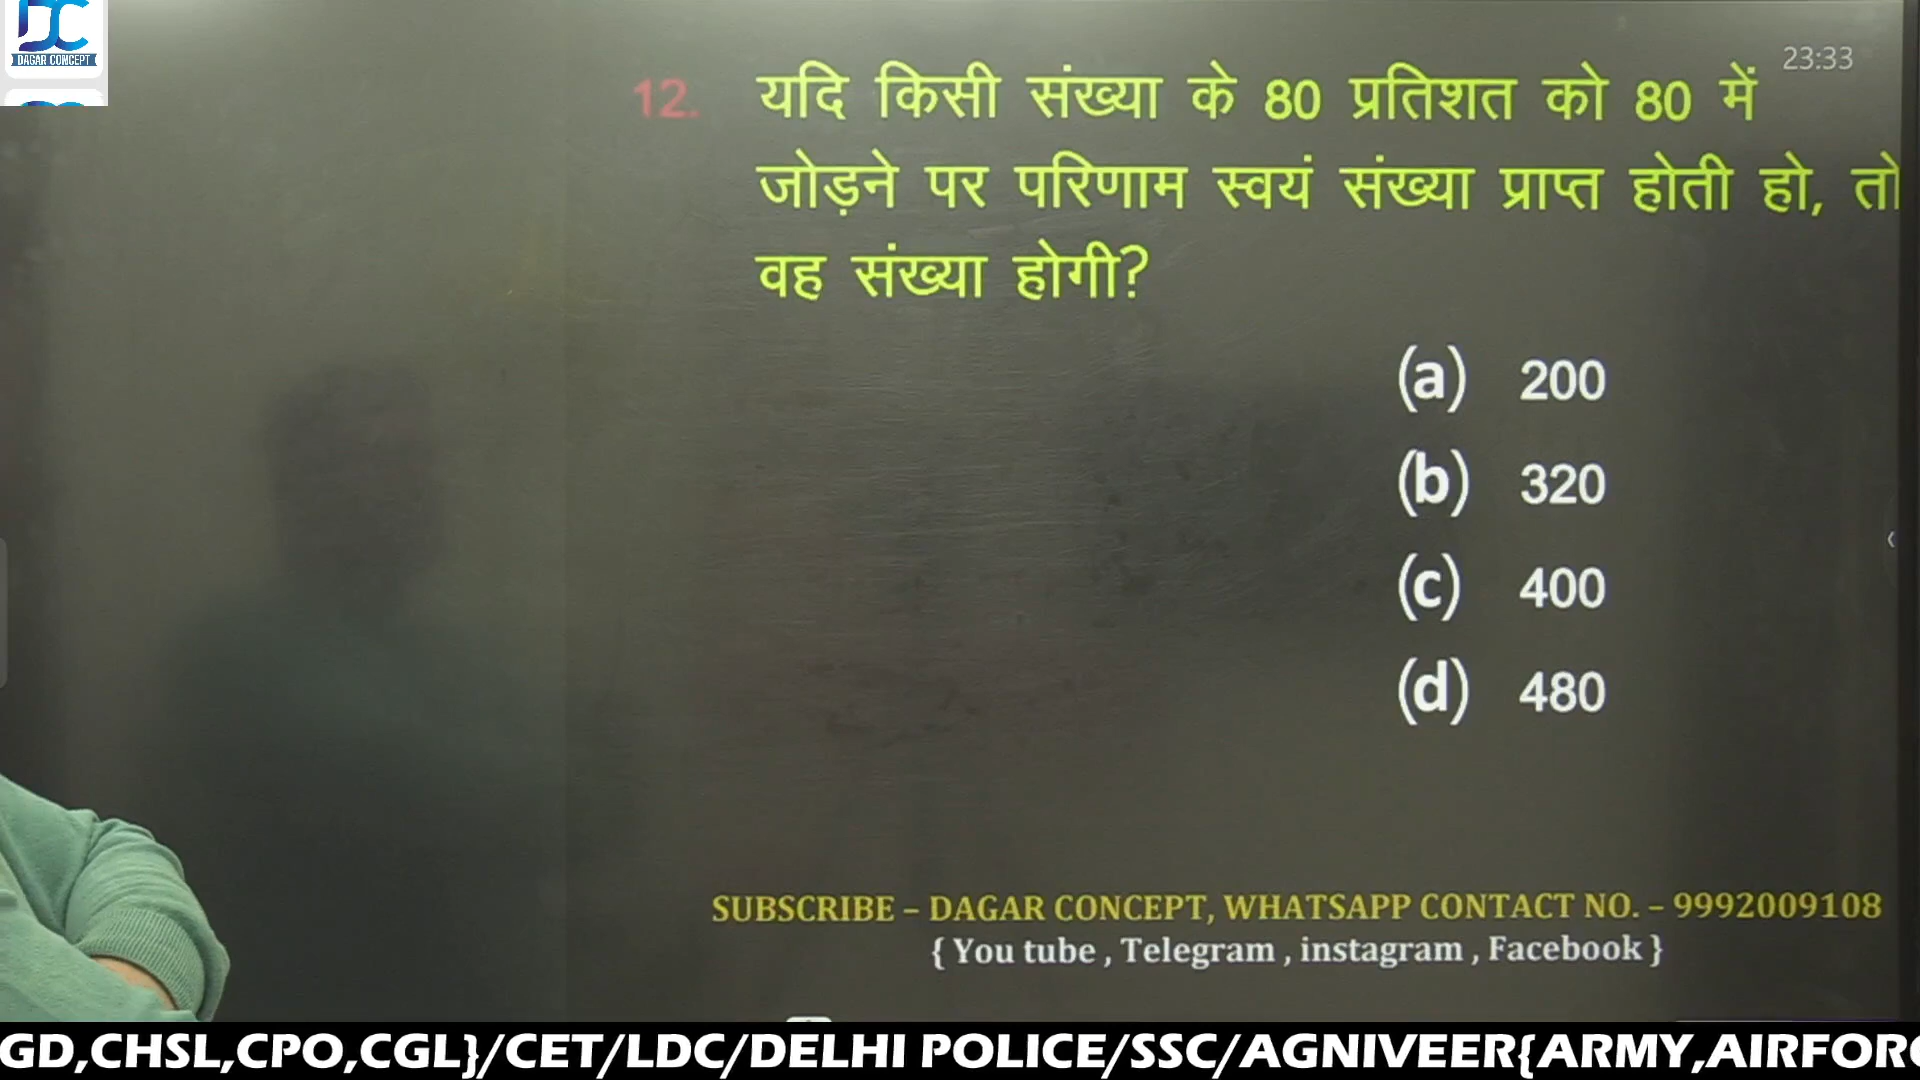 DC
DAGAR CONCEPT
23:33
12. यदि किसी संख्या के 80 प्रतिशत को 80 में
जोड़ने पर परिणाम स्वयं संख्या प्राप्त होती हो, तो
वह संख्या होगी?
(a) 200
(b) 320
(c) 400
(d) 480
SUBSCRIBE – DAGAR CONCEPT, WHATSAPP CONTACT NO. – 9992009108
{ You tube , Telegram , instagram , Facebook }
GD,CHSL,CPO,CGL}/CET/LDC/DELHI POLICE/SSC/AGNIVEER{ARMY,AIRFORC